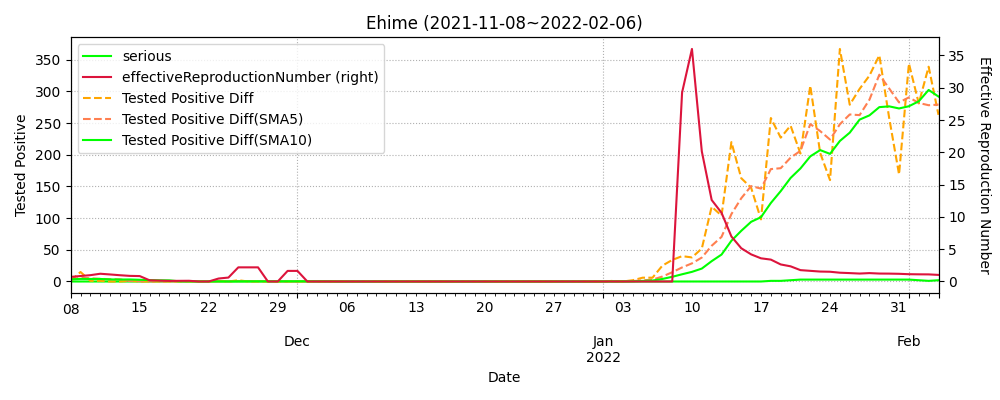 Ehime (2021-11-08~2022-02-06)
serious
effectiveReproductionNumber (right)
Tested Positive Diff
Tested Positive Diff(SMA5)
Tested Positive Diff(SMA10)
Tested Positive
350
300
250
200
150
100
50
0
Effective Reproduction Number
35
30
25
20
15
10
5
0
08 15 22 29 06 13 20 27 03 10 17 24 31
Dec Jan Feb
2022
Date